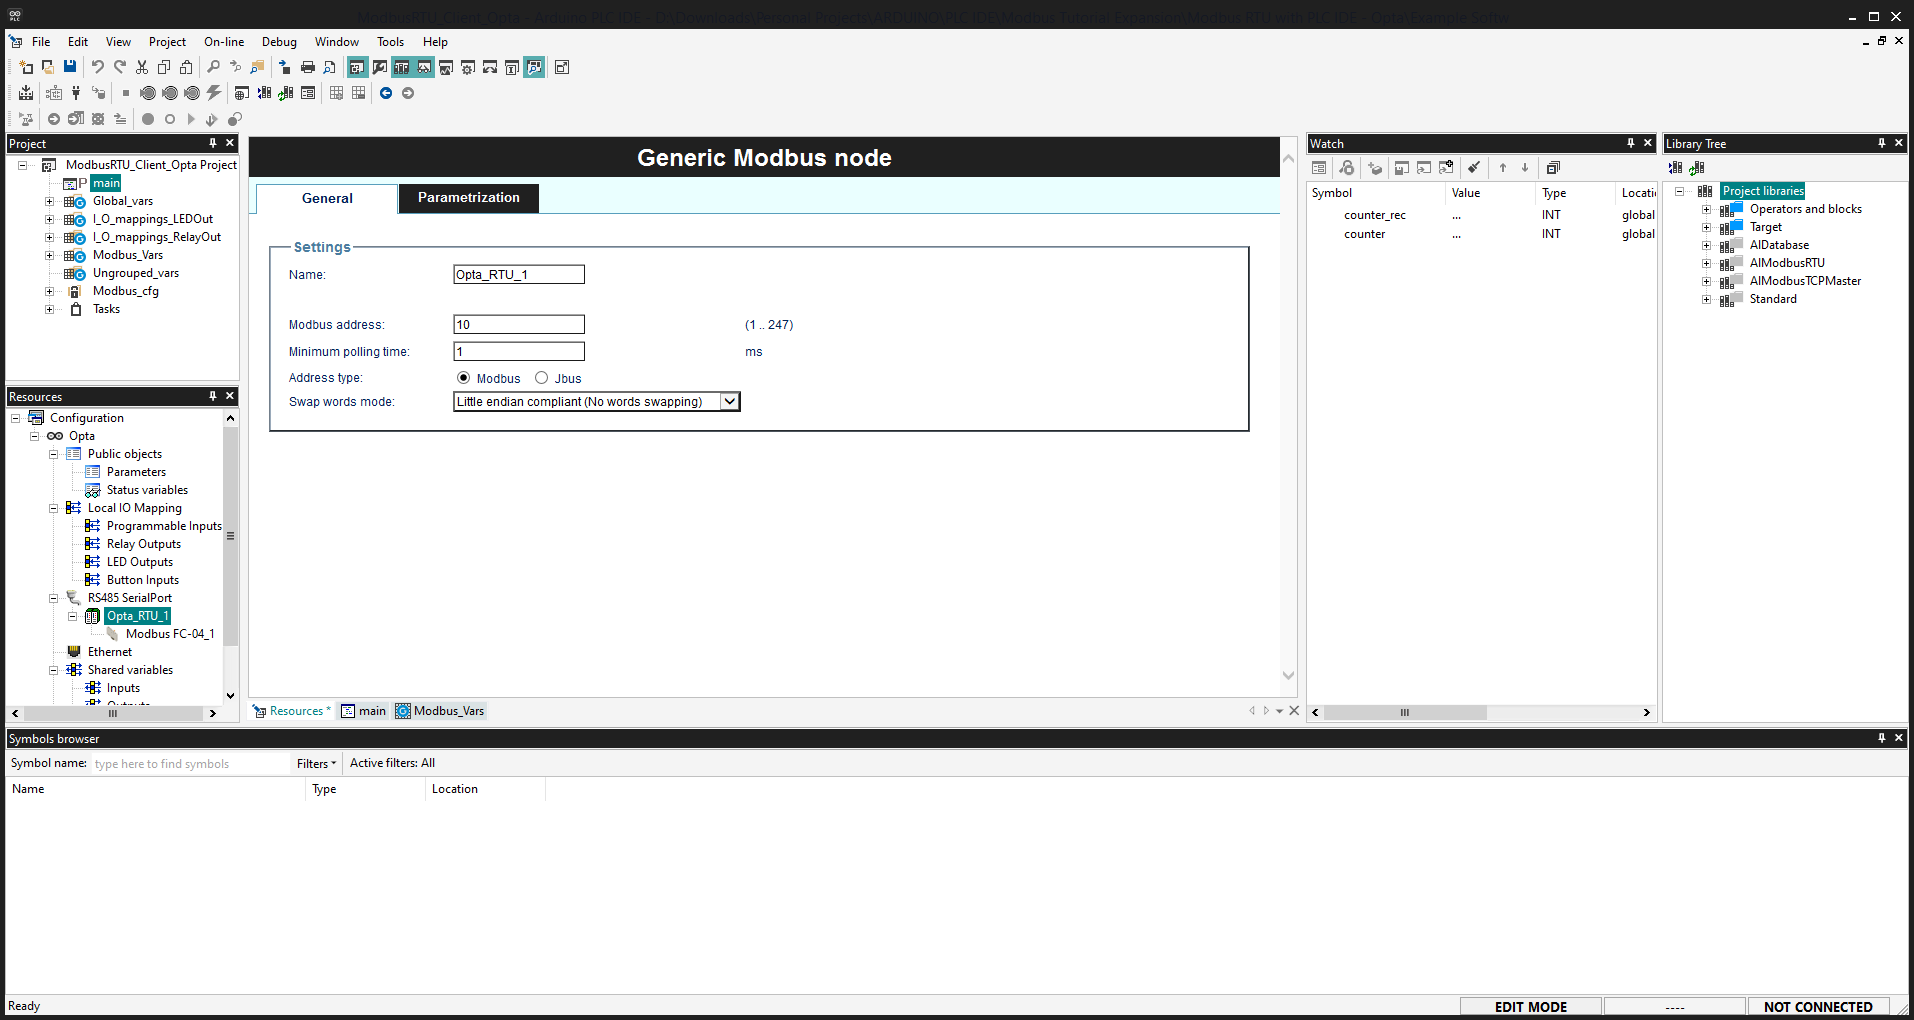 ModbusRTU_Client_Opta - Arduino PLC IDE - D:\Downloads\Personal Projects\ARDUINO\PLC IDE\Modbus Tutorial Expansiun\Modbus RTU with PLC IDE - Opta\Example Softw
File Edit View Project On-line Debug Window Tools Help
Project
ModbusRTU_Client_Opta Project
P main
Global_vars
I_O_mappings_LEDOut
I_O_mappings_RelayOut
Modbus_Vars
Ungrouped_vars
Modbus_cfg
Tasks
Resources
Configuration
Opta
Public objects
Parameters
Status variables
Local IO Mapping
Programmable Inputs
Relay Outputs
LED Outputs
Button Inputs
RS485 SerialPort
Opta_RTU_1
Modbus FC-04_1
Ethernet
Shared variables
Inputs
Generic Modbus node
General Parametrization
Settings
Name: Opta_RTU_1
Modbus address: 10 (1 .. 247)
Minimum polling time: 1 ms
Address type: Modbus Jbus
Swap words mode: Little endian compliant (No words swapping)
Resources * main Modbus_Vars
Watch
Symbol Value Type Locati
counter_rec ... INT global
counter ... INT global
Library Tree
Project libraries
Operators and blocks
Target
AlDatabase
AlModbusRTU
AlModbusTCPMaster
Standard
Symbols browser
Symbol name: type here to find symbols Filters Active filters: All
Name Type Location
Ready EDIT MODE ---- NOT CONNECTED